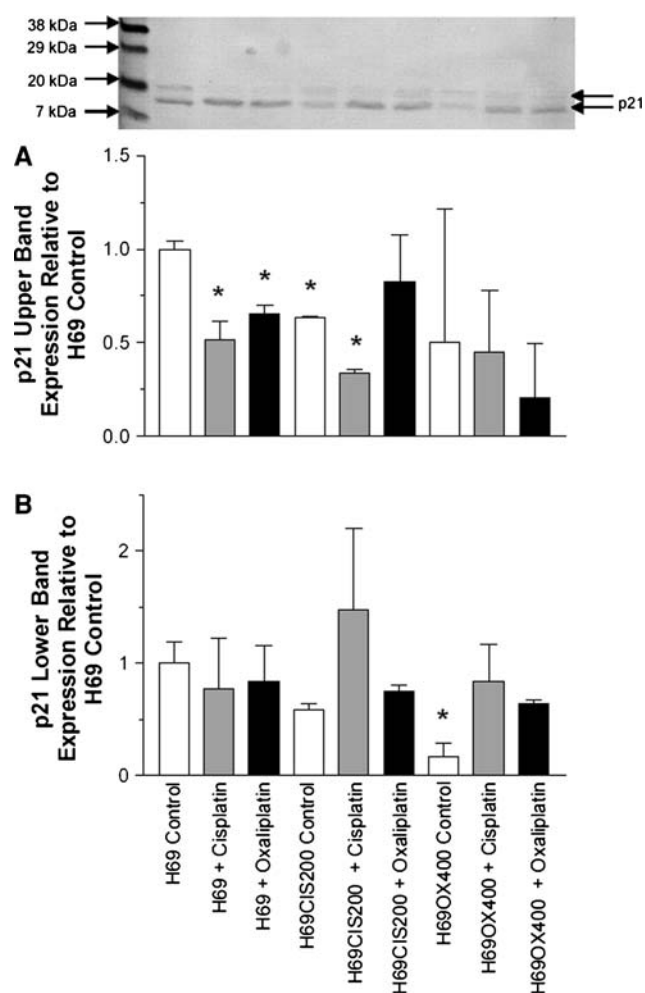 38 kDa
29 kDa
20 kDa
7 kDa
p21
A
p21 Upper Band
Expression Relative to
H69 Control
1.5
1.0
0.5
0.0
*
*
*
*
B
p21 Lower Band
Expression Relative to
H69 Control
2
1
0
*
H69 Control
H69 + Cisplatin
H69 + Oxaliplatin
H69CIS200 Control
H69CIS200 + Cisplatin
H69CIS200 + Oxaliplatin
H69OX400 Control
H69OX400 + Cisplatin
H69OX400 + Oxaliplatin